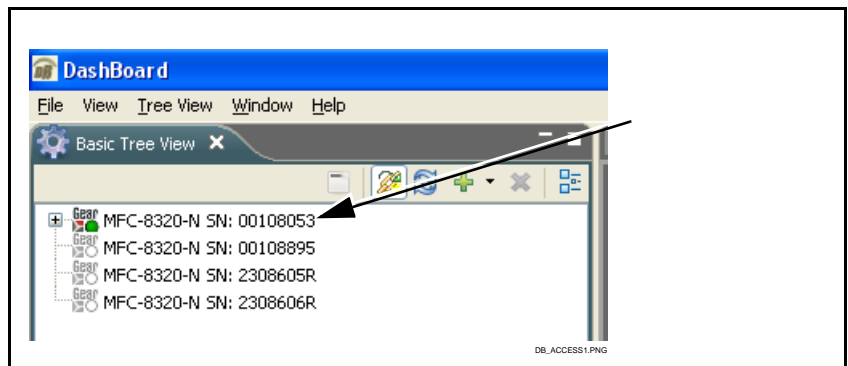 DashBoard
File View Tree View Window Help
Basic Tree View
Gear MFC-8320-N SN: 00108053
Gear MFC-8320-N SN: 00108895
Gear MFC-8320-N SN: 2308605R
Gear MFC-8320-N SN: 2308606R
DB_ACCESS1.PNG